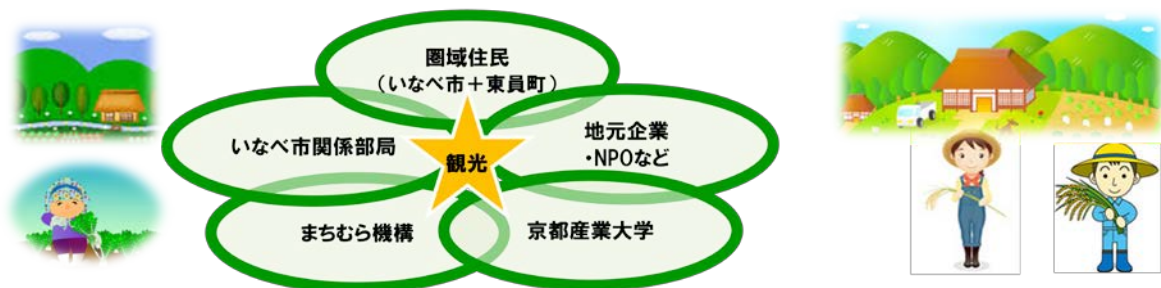 圏域住民
（いなべ市＋東員町）
いなべ市関係部局
観光
地元企業
・NPOなど
まちむら機構
京都産業大学